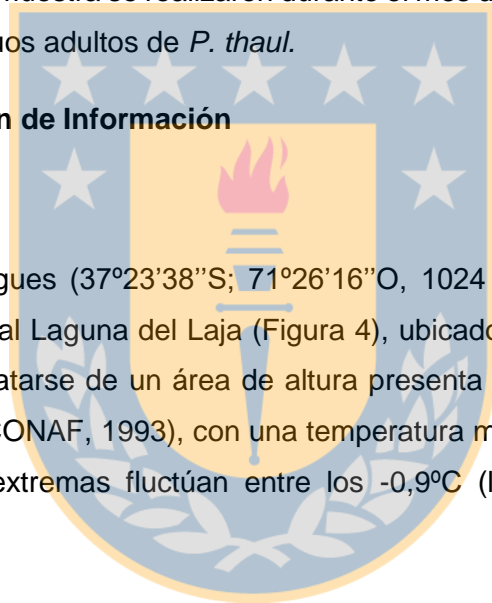 muestra se realizaron durante el mes d
uos adultos de P. thaul.
n de Información
gues (37º23’38’’S; 71º26’16’’O, 1024
al Laguna del Laja (Figura 4), ubicado
atarse de un área de altura presenta
CONAF, 1993), con una temperatura m
extremas fluctúan entre los -0,9ºC (I